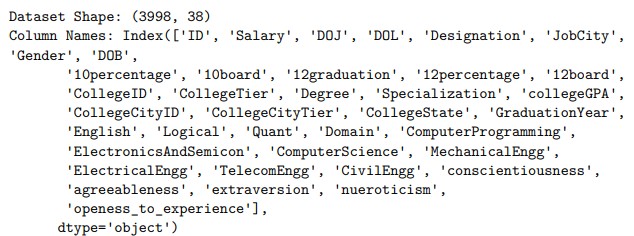 Dataset Shape: (3998, 38)
Column Names: Index(['ID', 'Salary', 'DOJ', 'DOL', 'Designation', 'JobCity',
'Gender', 'DOB',
'10percentage', '10board', '12graduation', '12percentage', '12board',
'CollegeID', 'CollegeTier', 'Degree', 'Specialization', 'collegeGPA',
'CollegeCityID', 'CollegeCityTier', 'CollegeState', 'GraduationYear',
'English', 'Logical', 'Quant', 'Domain', 'ComputerProgramming',
'ElectronicsAndSemicon', 'ComputerScience', 'MechanicalEngg',
'ElectricalEngg', 'TelecomEngg', 'CivilEngg', 'conscientiousness',
'agreeableness', 'extraversion', 'nueroticism',
'openess_to_experience'],
dtype='object')